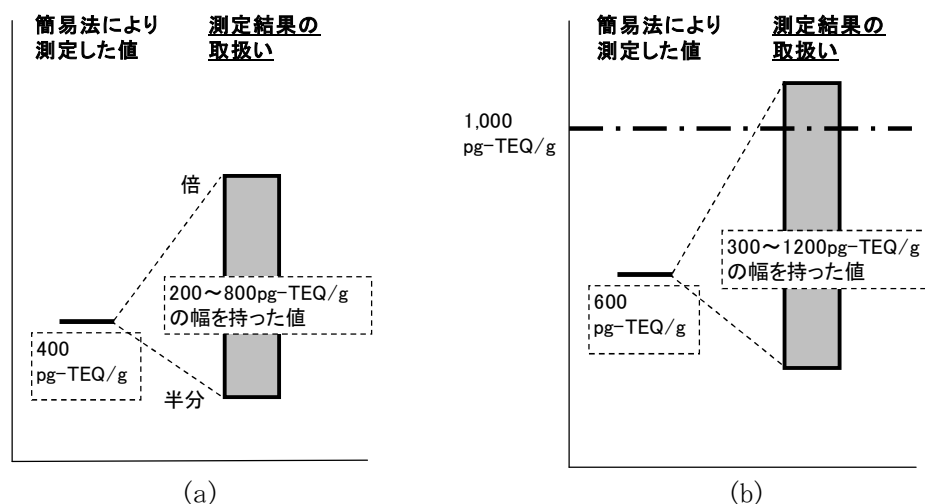 簡易法により
測定した値
測定結果の
取扱い
倍
200～800pg-TEQ/g
の幅を持った値
400
pg-TEQ/g
半分
(a)
簡易法により
測定した値
測定結果の
取扱い
1,000
pg-TEQ/g
300～1200pg-TEQ/g
の幅を持った値
600
pg-TEQ/g
(b)